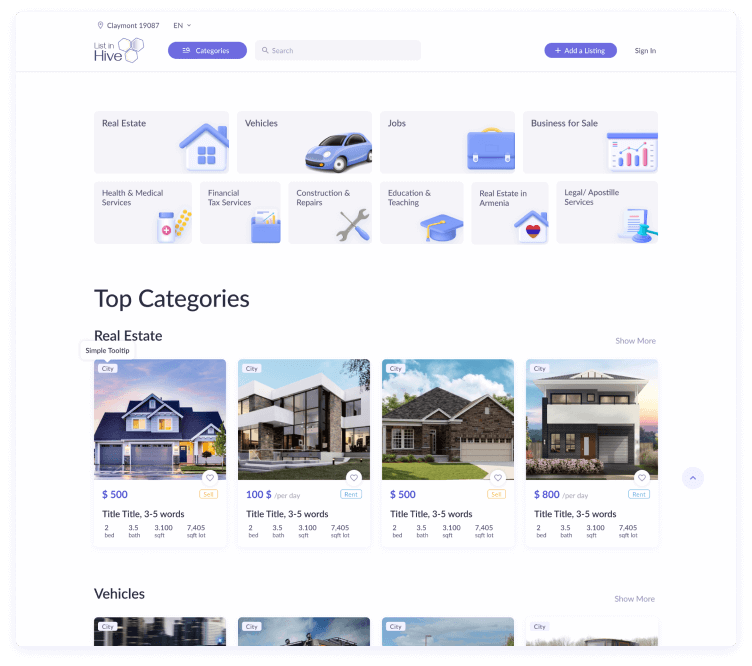 Claymont 19087 EN
List in
Hive
Categories
Search
+ Add a Listing
Sign In
Real Estate
Vehicles
Jobs
Business for Sale
Health & Medical
Services
Financial
Tax Services
Construction &
Repairs
Education &
Teaching
Real Estate in
Armenia
Legal/ Apostille
Services
Top Categories
Real Estate
Show More
Simple Tooltip
City
City
City
City
$ 500 Sell
Title Title, 3-5 words
2 3.5 3.100 7,405
bed bath sqft sqft lot
100 $ /per day Rent
Title Title, 3-5 words
2 3.5 3.100 7,405
bed bath sqft sqft lot
$ 500 Sell
Title Title, 3-5 words
2 3.5 3.100 7,405
bed bath sqft sqft lot
$ 800 /per day Rent
Title Title, 3-5 words
2 3.5 3.100 7,405
bed bath sqft sqft lot
Vehicles
Show More
City
City
City
City